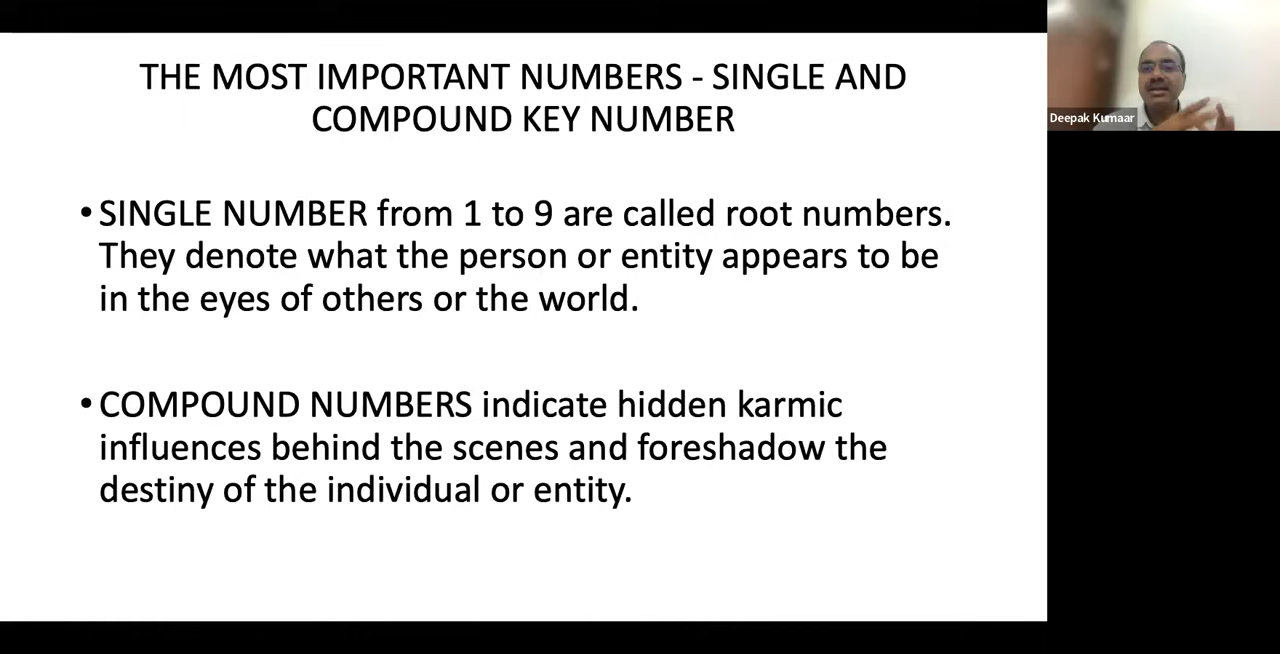 THE MOST IMPORTANT NUMBERS - SINGLE AND
COMPOUND KEY NUMBER
• SINGLE NUMBER from 1 to 9 are called root numbers.
They denote what the person or entity appears to be
in the eyes of others or the world.
• COMPOUND NUMBERS indicate hidden karmic
influences behind the scenes and foreshadow the
destiny of the individual or entity.
Deepak Kumaar